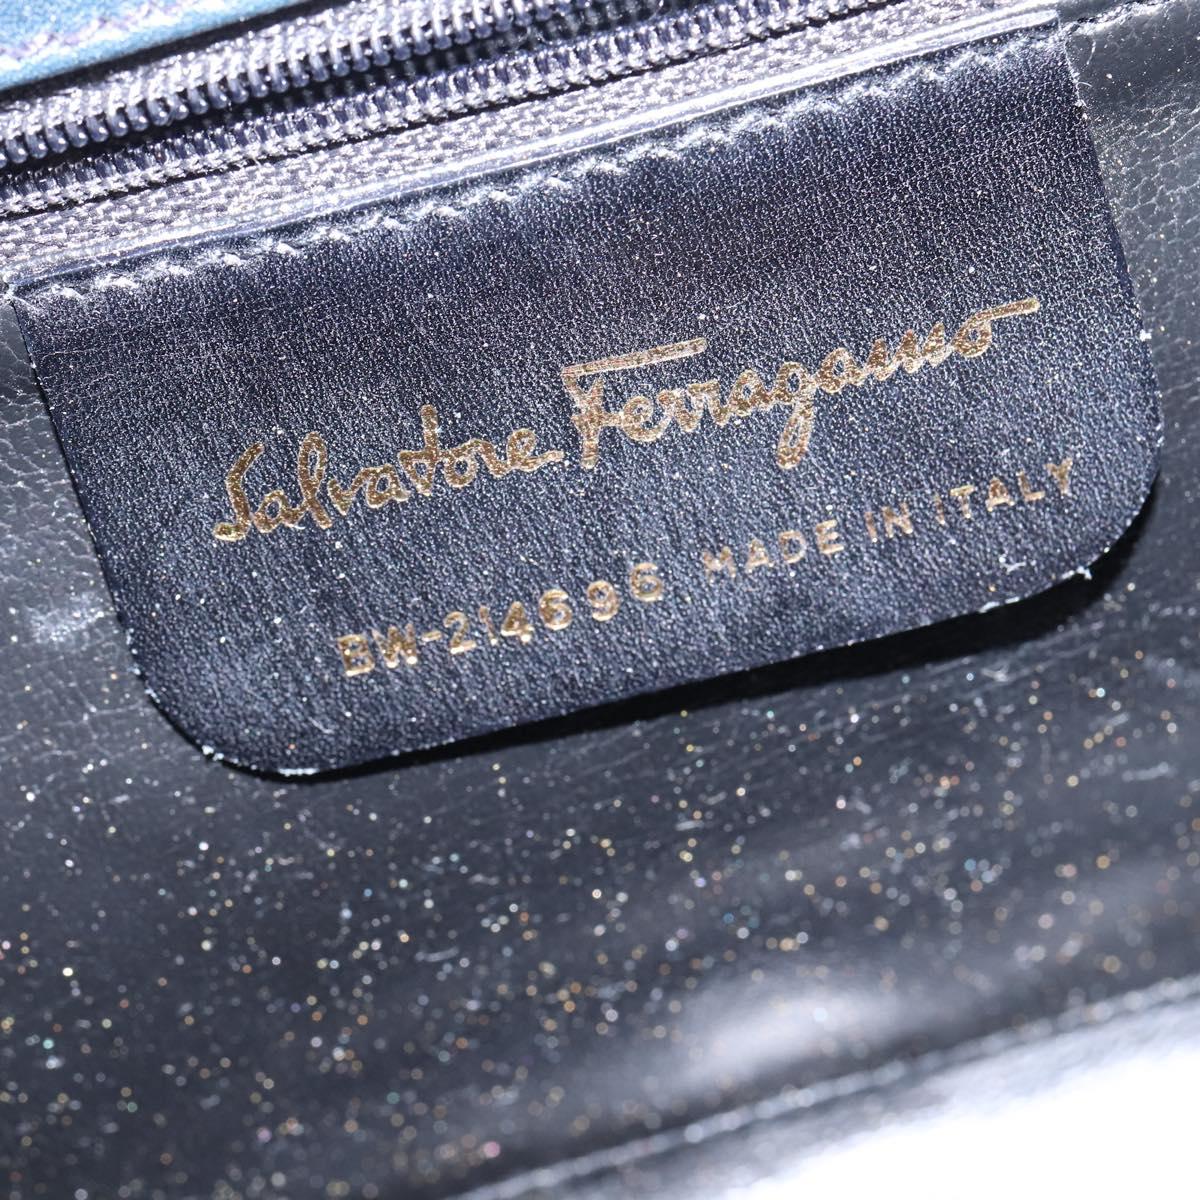 Salvatore Ferragamo
BW-214696 MADE IN ITALY